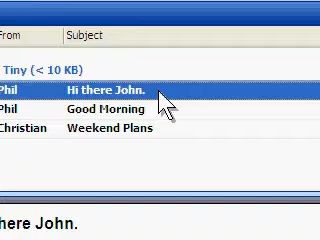 From Subject
Tiny (< 10 KB)
Phil Hi there John.
Phil Good Morning
Christian Weekend Plans
here John.